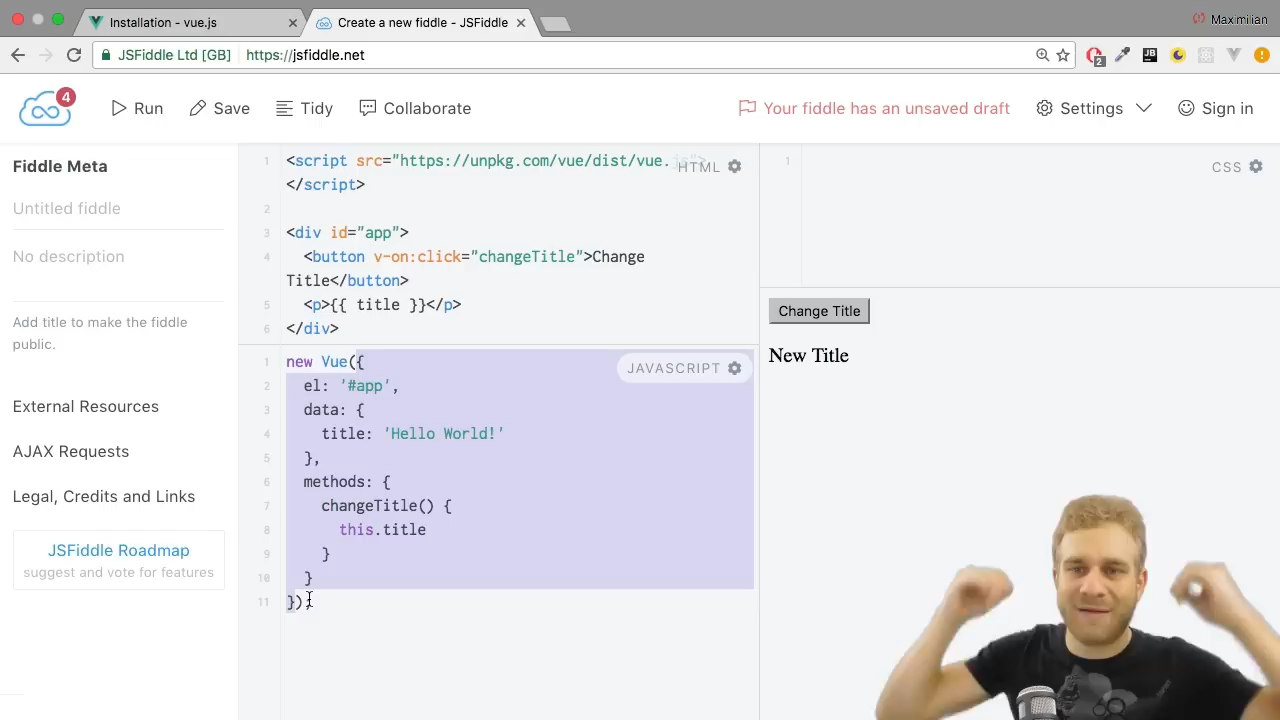 Installation - vue.js
Create a new fiddle - JSFiddle
Maximilian
JSFiddle Ltd [GB]
https://jsfiddle.net
2
JB
4
Run
Save
Tidy
Collaborate
Your fiddle has an unsaved draft
Settings
Sign in
Fiddle Meta
Untitled fiddle
No description
Add title to make the fiddle
public.
External Resources
AJAX Requests
Legal, Credits and Links
JSFiddle Roadmap
suggest and vote for features
HTML
1 <script src="https://unpkg.com/vue/dist/vue.js">
</script>
2
3 <div id="app">
4 <button v-on:click="changeTitle">Change
Title</button>
5 <p>{{ title }}</p>
6 </div>
JAVASCRIPT
1 new Vue({
2 el: '#app',
3 data: {
4 title: 'Hello World!'
5 },
6 methods: {
7 changeTitle() {
8 this.title
9 }
10 }
11 });
1
CSS
Change Title
New Title